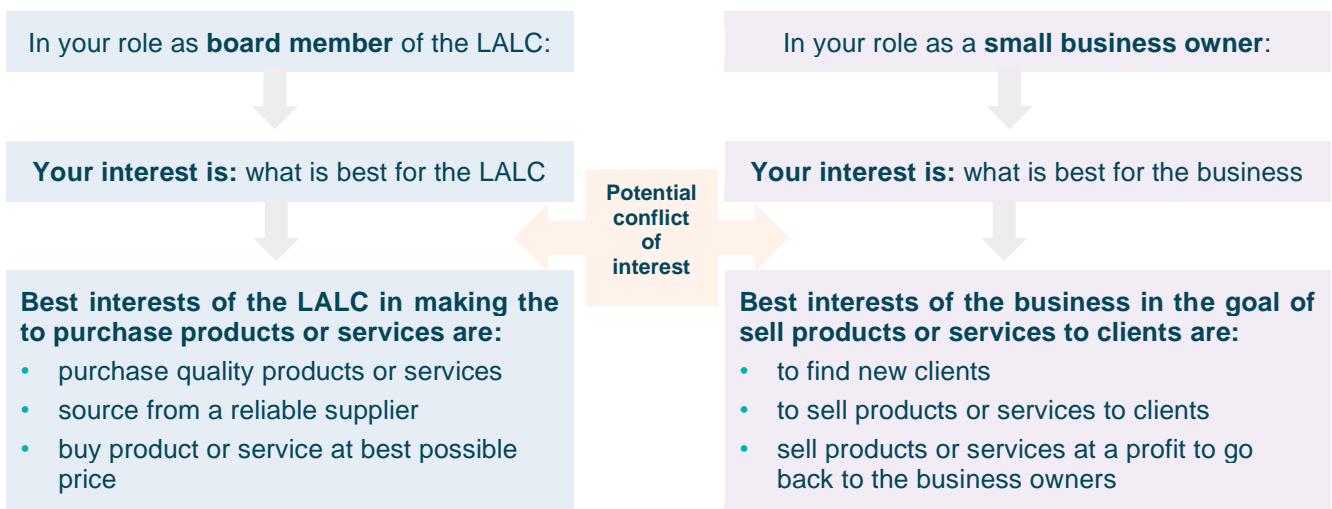 In your role as board member of the LALC:
Your interest is: what is best for the LALC
Best interests of the LALC in making the
to purchase products or services are:
• purchase quality products or services
• source from a reliable supplier
• buy product or service at best possible
price
Potential
conflict
of
interest
In your role as a small business owner:
Your interest is: what is best for the business
Best interests of the business in the goal of
sell products or services to clients are:
• to find new clients
• to sell products or services to clients
• sell products or services at a profit to go
back to the business owners